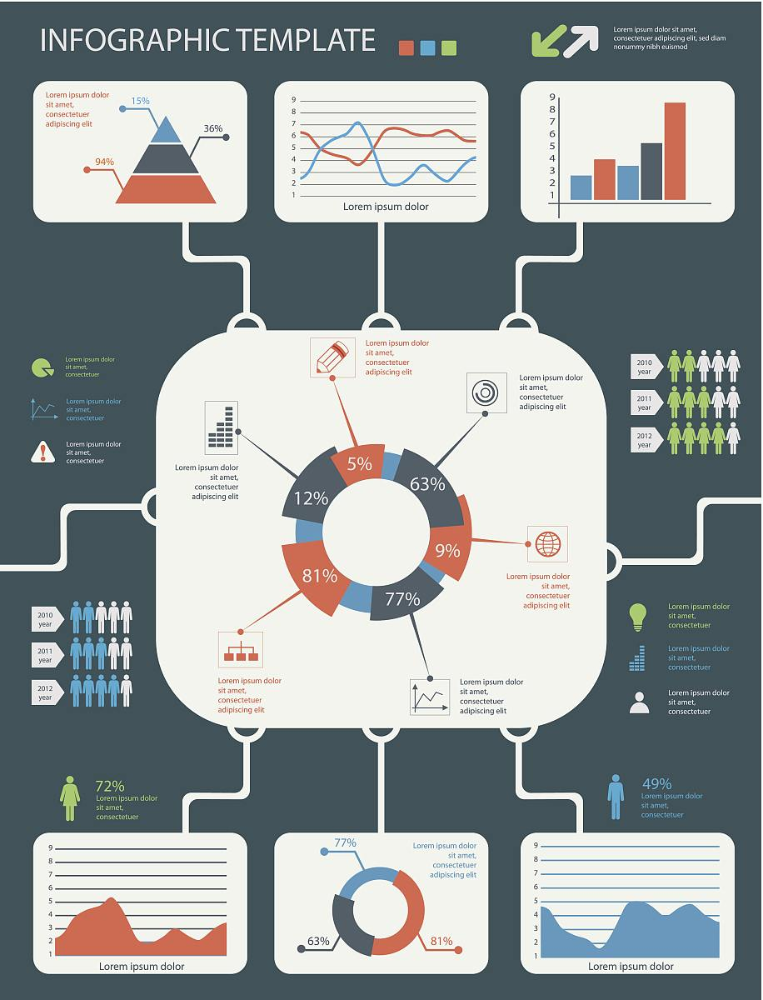 INFOGRAPHIC TEMPLATE
Lorem ipsum dolor sit amet,
consectetuer adipiscing elit, sed diam
nonummy nibh euismod
Lorem ipsum dolor
sit amet,
consectetuer
adipiscing elit
15%
36%
94%
9
8
7
6
5
4
3
2
1
Lorem ipsum dolor
9
8
7
6
5
4
3
2
1
Lorem ipsum dolor
sit amet,
consectetuer
Lorem ipsum dolor
sit amet,
consectetuer
Lorem ipsum dolor
sit amet,
consectetuer
Lorem ipsum dolor
sit amet,
consectetuer
adipiscing elit
Lorem ipsum dolor
sit amet,
consectetuer
adipiscing elit
Lorem ipsum dolor
sit amet,
consectetuer
adipiscing elit
5%
63%
12%
9%
81%
77%
Lorem ipsum dolor
sit amet,
consectetuer
adipiscing elit
Lorem ipsum dolor
sit amet,
consectetuer
adipiscing elit
Lorem ipsum dolor
sit amet,
consectetuer
adipiscing elit
2010
year
2011
year
2012
year
2010
year
2011
year
2012
year
Lorem ipsum dolor
sit amet,
consectetuer
Lorem ipsum dolor
sit amet,
consectetuer
Lorem ipsum dolor
sit amet,
consectetuer
72%
Lorem ipsum dolor
sit amet,
consectetuer
49%
Lorem ipsum dolor
sit amet,
consectetuer
9
8
7
6
5
4
3
2
1
Lorem ipsum dolor
77%
Lorem ipsum dolor
sit amet,
consectetuer
adipiscing elit
63%
81%
9
8
7
6
5
4
3
2
1
Lorem ipsum dolor